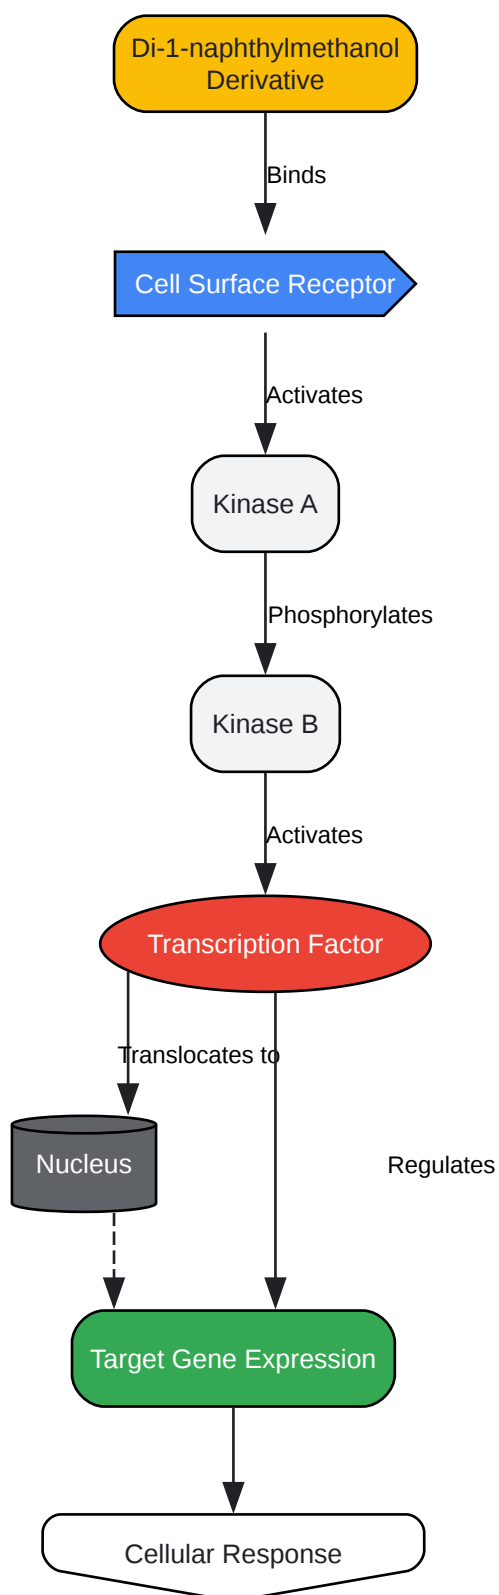 Di-1-naphthylmethanol
Derivative
Binds
Cell Surface Receptor
Activates
Kinase A
Phosphorylates
Kinase B
Activates
Transcription Factor
Translocates to
Nucleus
Regulates
Target Gene Expression
Cellular Response